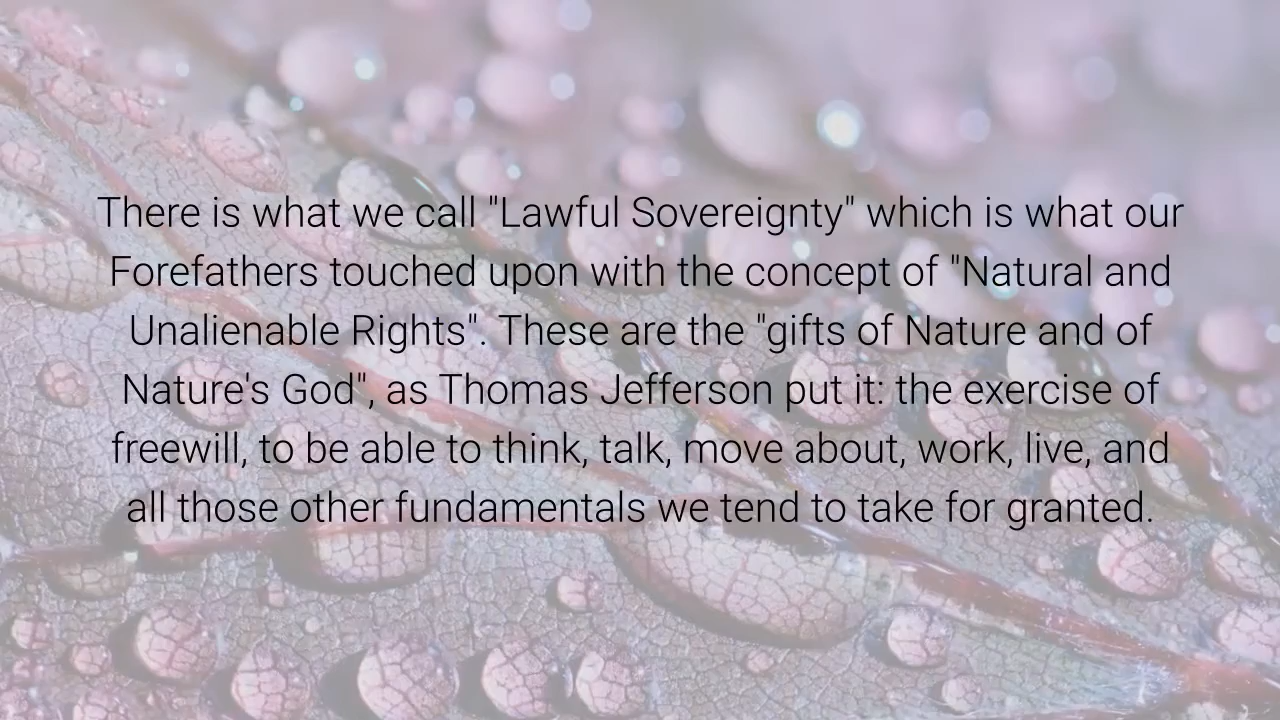 There is what we call "Lawful Sovereignty" which is what our
Forefathers touched upon with the concept of "Natural and
Unalienable Rights". These are the "gifts of Nature and of
Nature's God", as Thomas Jefferson put it: the exercise of
freewill, to be able to think, talk, move about, work, live, and
all those other fundamentals we tend to take for granted.